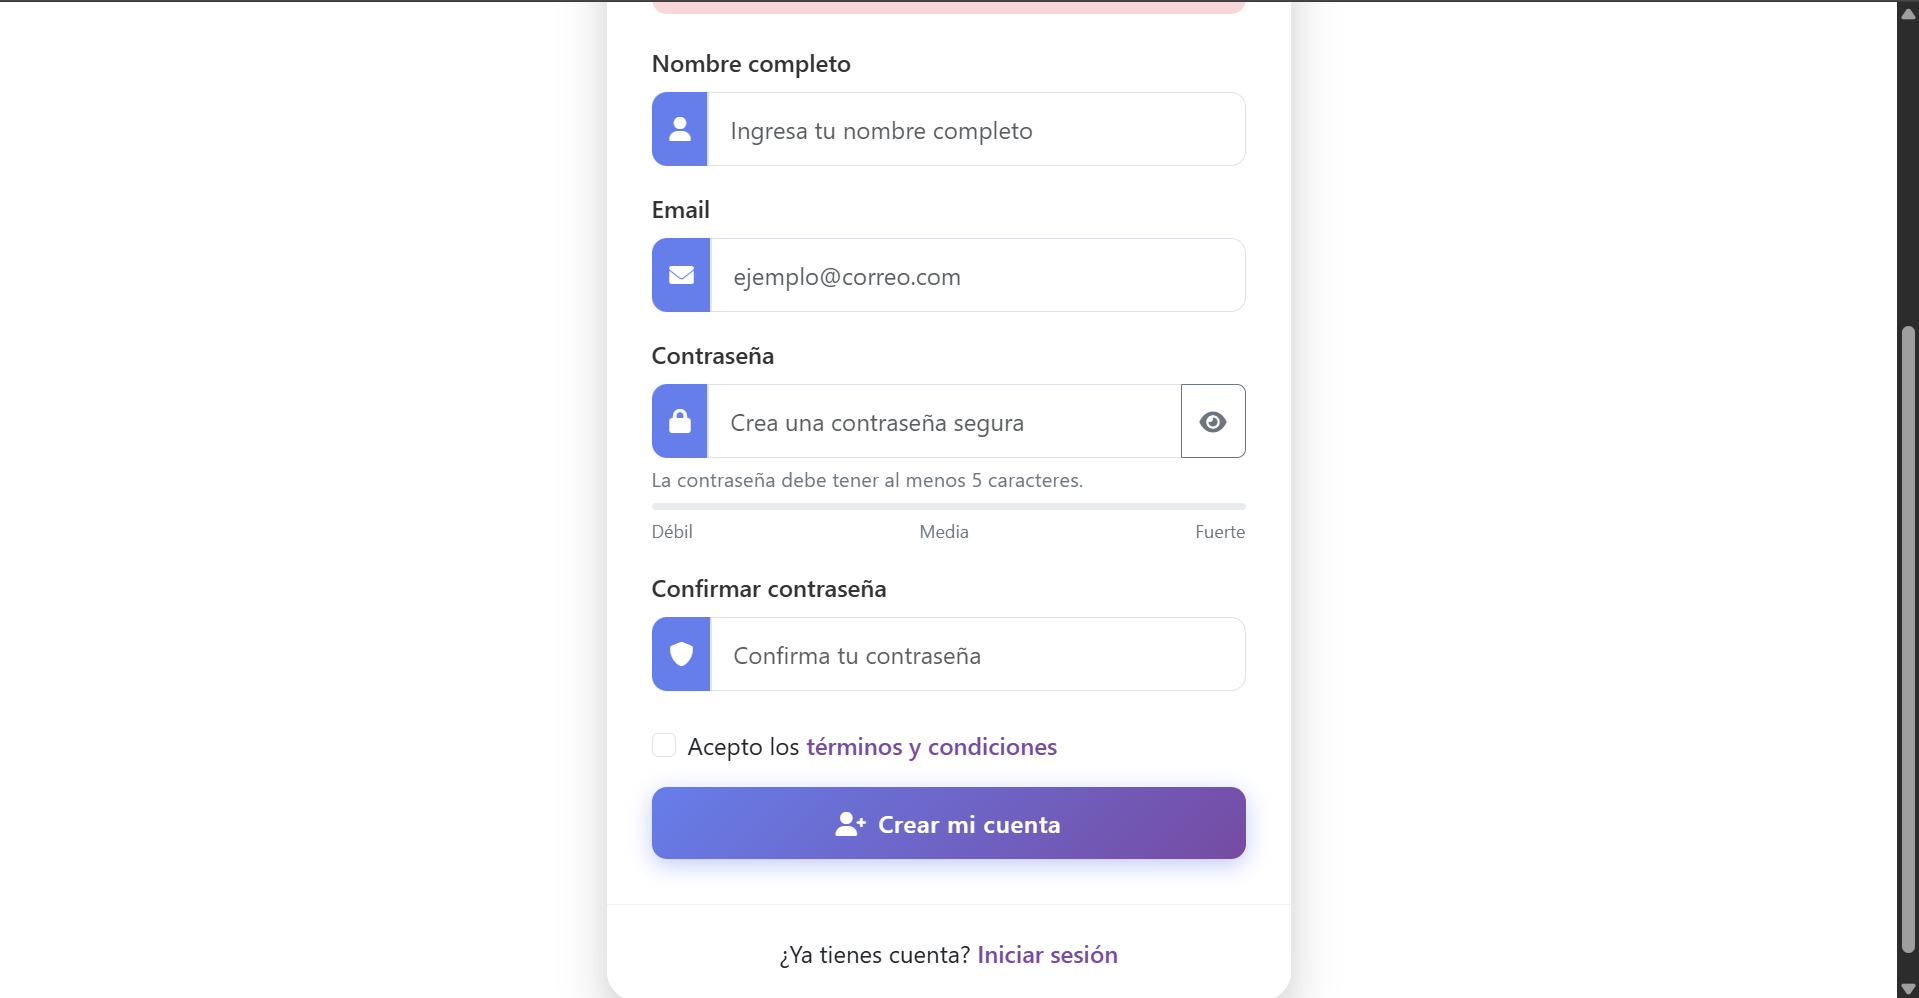 Nombre completo
Ingresa tu nombre completo
Email
ejemplo@correo.com
Contraseña
Crea una contraseña segura
La contraseña debe tener al menos 5 caracteres.
Débil Media Fuerte
Confirmar contraseña
Confirma tu contraseña
Acepto los términos y condiciones
Crear mi cuenta
¿Ya tienes cuenta? Iniciar sesión